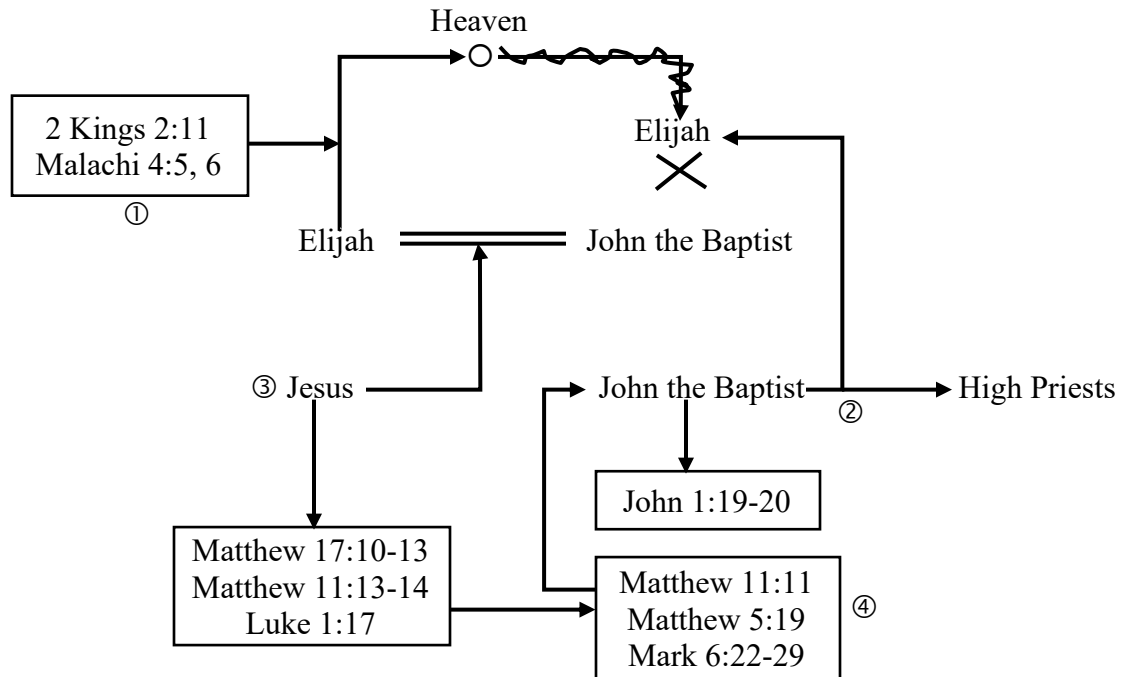 Heaven
2 Kings 2:11
Malachi 4:5, 6
①
Elijah
Elijah
John the Baptist
③ Jesus
John the Baptist
②
High Priests
John 1:19-20
Matthew 17:10-13
Matthew 11:13-14
Luke 1:17
Matthew 11:11
Matthew 5:19
Mark 6:22-29
④